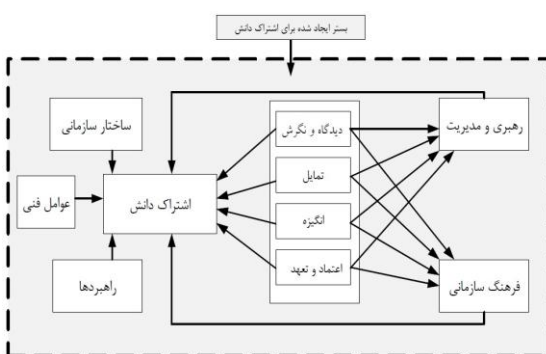 بستر ایجاد شده برای اشتراک دانش
ساختار سازمانی
دیدگاه و نگرش
رهبری و مدیریت
تمایل
عوامل فنی
اشتراک دانش
انگیزه
اعتماد و تعهد
راهبردها
فرهنگ سازمانی